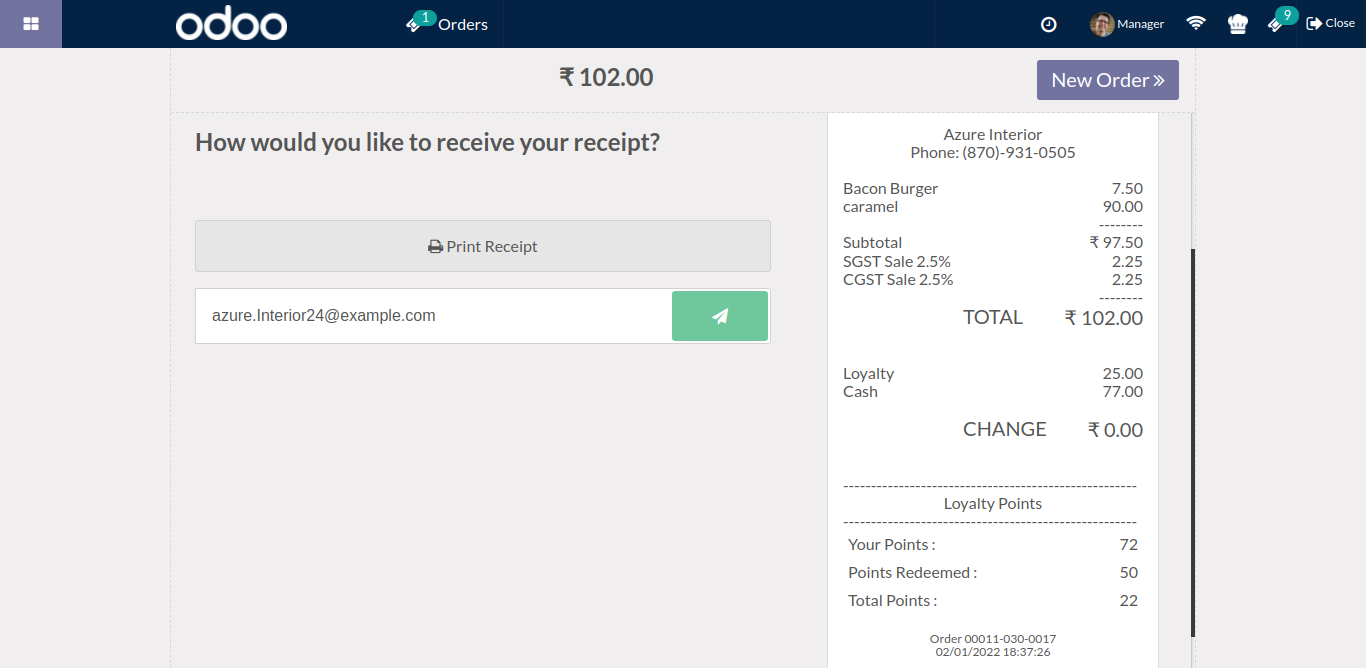 odoo
1
Orders
Manager
9
Close
₹ 102.00
New Order
How would you like to receive your receipt?
Print Receipt
azure.Interior24@example.com
Azure Interior
Phone: (870)-931-0505
Bacon Burger 7.50
caramel 90.00
--------
Subtotal ₹ 97.50
SGST Sale 2.5% 2.25
CGST Sale 2.5% 2.25
--------
TOTAL ₹ 102.00
Loyalty 25.00
Cash 77.00
CHANGE ₹ 0.00
-----------------------------------------------------
Loyalty Points
-----------------------------------------------------
Your Points : 72
Points Redeemed : 50
Total Points : 22
Order 00011-030-0017
02/01/2022 18:37:26